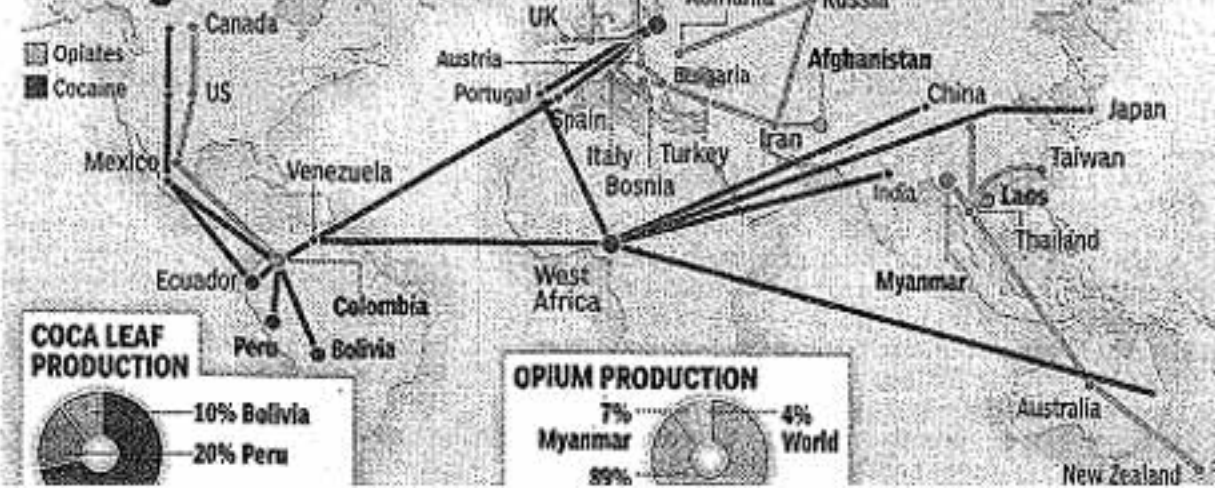 Canada
Opiates
Cocaine
US
Mexico
Venezuela
Ecuador
Colombia
Peru
Bolivia
UK
Austria
Portugal
Spain
Italy
Bosnia
Turkey
Bulgaria
Romania
Russia
Afghanistan
Iran
West
Africa
China
Japan
Taiwan
India
Laos
Thailand
Myanmar
Australia
New Zealand
COCA LEAF
PRODUCTION
10% Bolivia
20% Peru
OPIUM PRODUCTION
7%
Myanmar
4%
World
89%